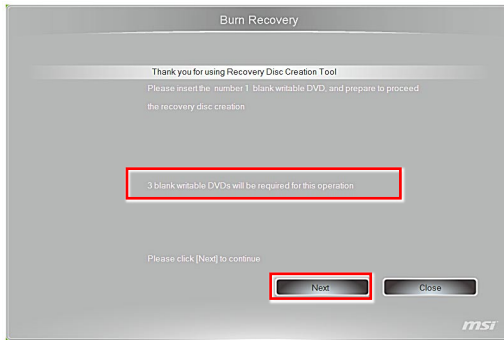 Burn Recovery
Thank you for using Recovery Disc Creation Tool
Please insert the number 1 blank writable DVD, and prepare to proceed
the recovery disc creation
3 blank writable DVDs will be required for this operation
Please click [Next] to continue
Next
Close
msi